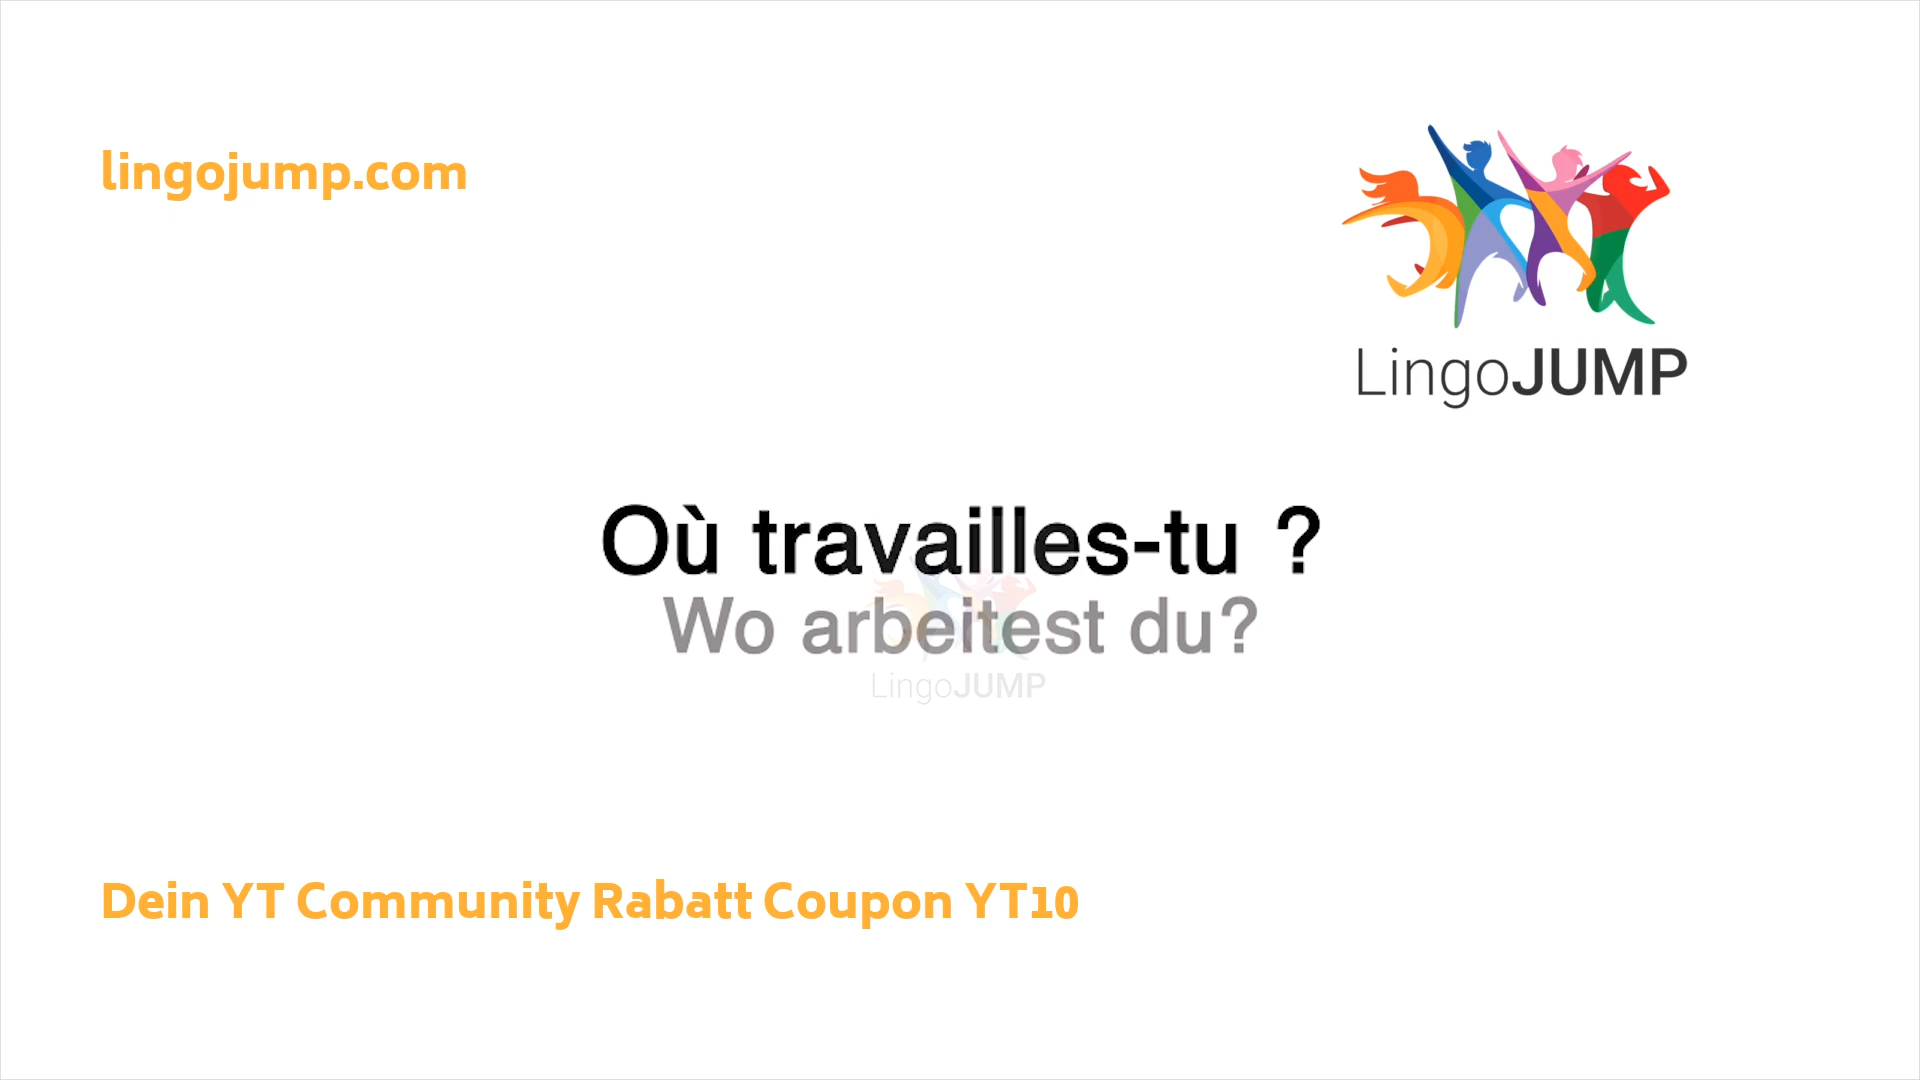 lingojump.com
LingoJUMP
Où travailles-tu ?
Wo arbeitest du?
LingoJUMP
Dein YT Community Rabatt Coupon YT10